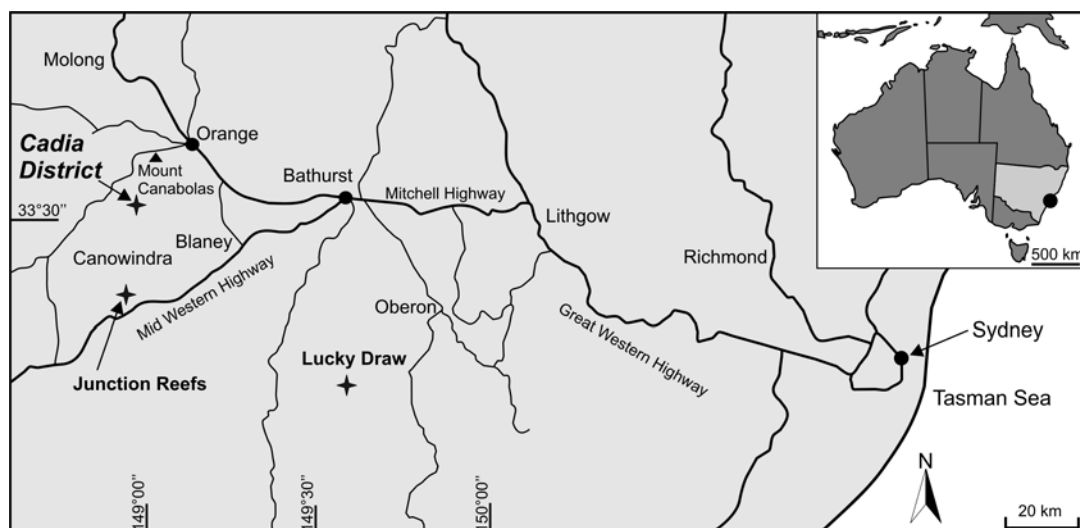 Molong
Orange
Cadia
District
Mount
Canabolas
33°30''
Bathurst
Mitchell Highway
Lithgow
Blaney
Canowindra
Mid Western Highway
Richmond
Oberon
Great Western Highway
Sydney
Lucky Draw
Junction Reefs
Tasman Sea
149°00''
149°30''
150°00''
N
20 km
500 km